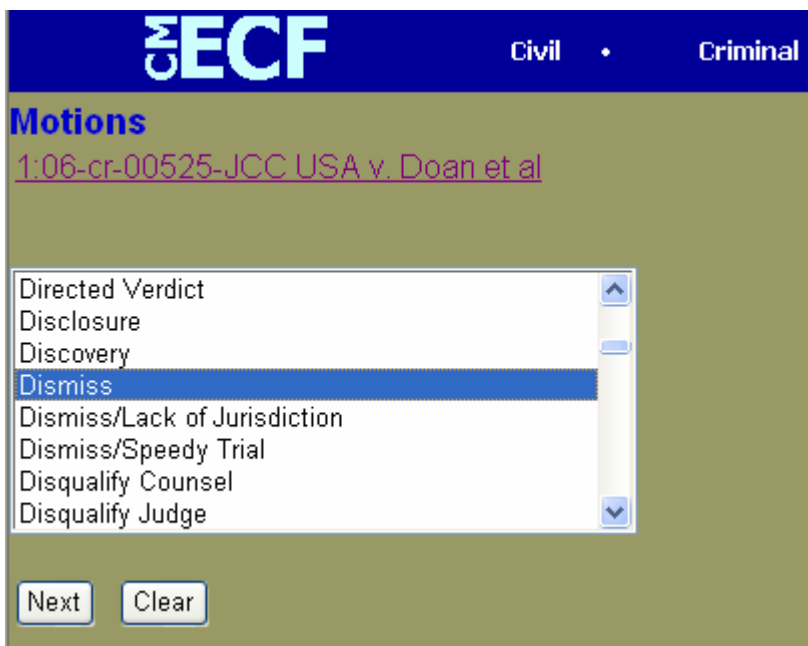 CM ECF Civil • Criminal
Motions
1:06-cr-00525-JCC USA v. Doan et al
Directed Verdict
Disclosure
Discovery
Dismiss
Dismiss/Lack of Jurisdiction
Dismiss/Speedy Trial
Disqualify Counsel
Disqualify Judge
Next Clear